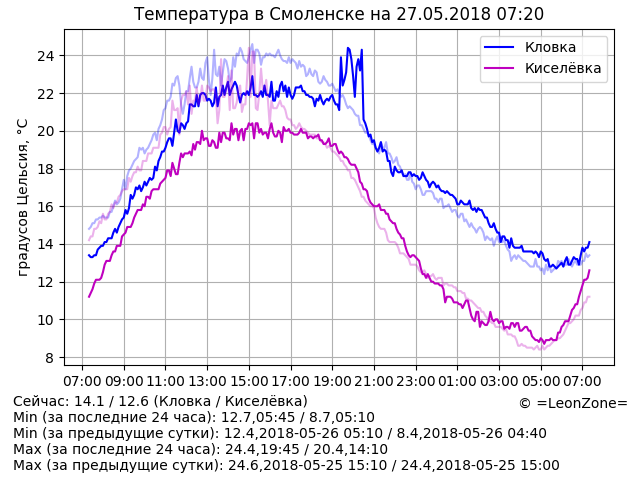 Температура в Смоленске на 27.05.2018 07:20
градусов Цельсия, °C
24
22
20
18
16
14
12
10
8
Кловка
Киселёвка
07:00 09:00 11:00 13:00 15:00 17:00 19:00 21:00 23:00 01:00 03:00 05:00 07:00
Сейчас: 14.1 / 12.6 (Кловка / Киселёвка)
© =LeonZone=
Min (за последние 24 часа): 12.7,05:45 / 8.7,05:10
Min (за предыдущие сутки): 12.4,2018-05-26 05:10 / 8.4,2018-05-26 04:40
Max (за последние 24 часа): 24.4,19:45 / 20.4,14:10
Max (за предыдущие сутки): 24.6,2018-05-25 15:10 / 24.4,2018-05-25 15:00